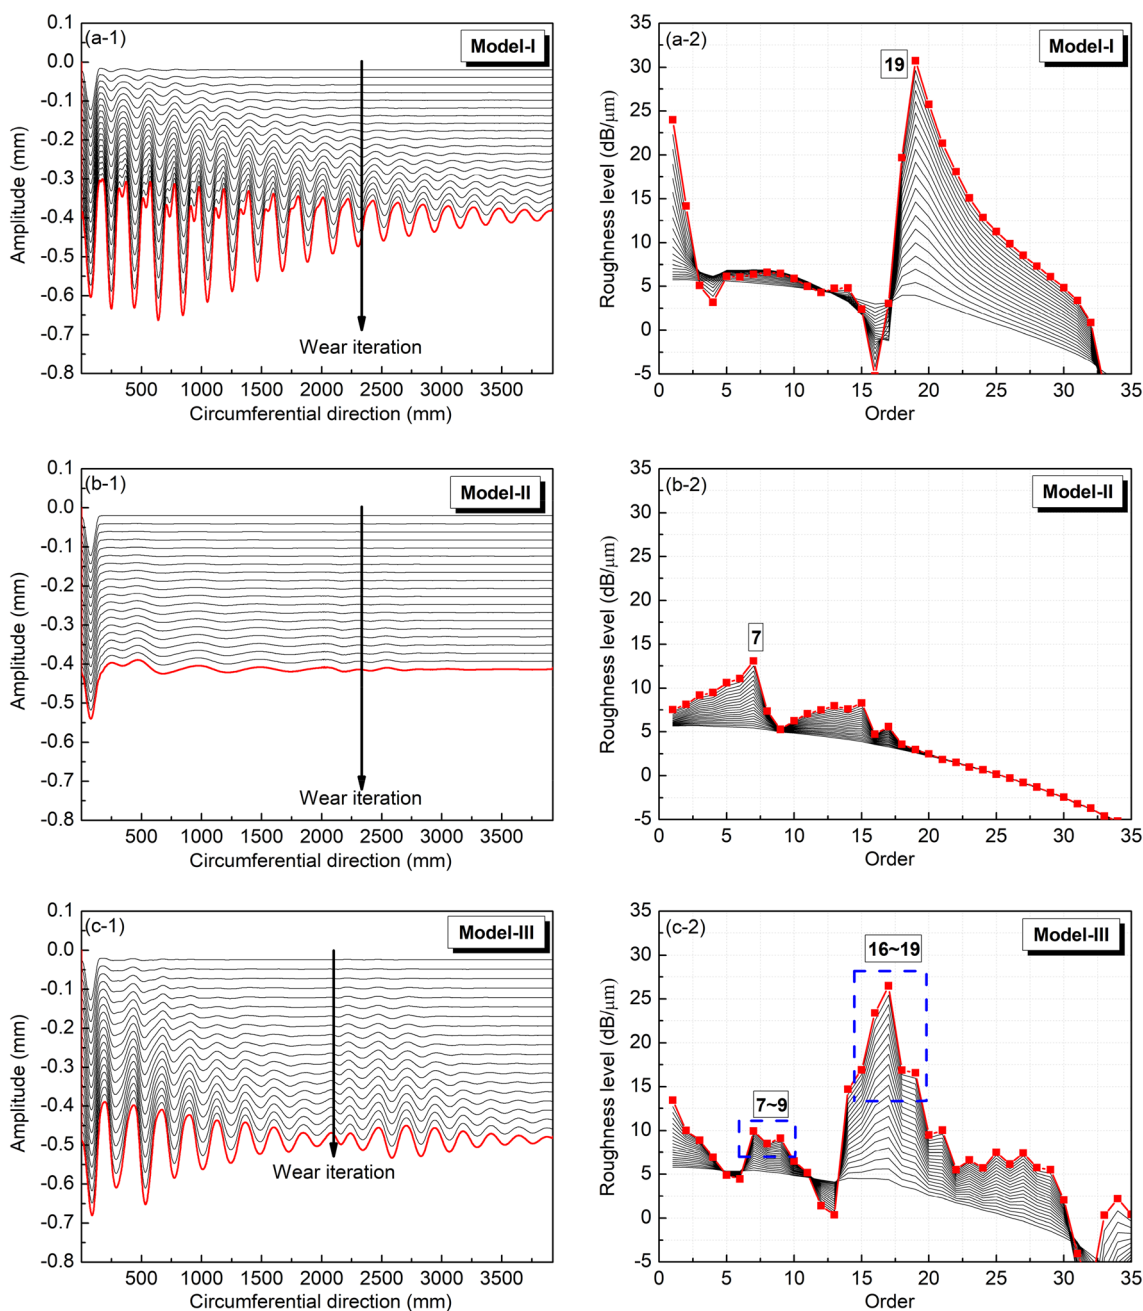 (a-1)
Model-I
0.1
0.0
-0.1
-0.2
-0.3
-0.4
-0.5
-0.6
-0.7
-0.8
Amplitude (mm)
Wear iteration
500 1000 1500 2000 2500 3000 3500
Circumferential direction (mm)
(a-2)
Model-I
19
35
30
25
20
15
10
5
0
-5
Roughness level (dB/μm)
0 5 10 15 20 25 30 35
Order
(b-1)
Model-II
0.1
0.0
-0.1
-0.2
-0.3
-0.4
-0.5
-0.6
-0.7
-0.8
Amplitude (mm)
Wear iteration
500 1000 1500 2000 2500 3000 3500
Circumferential direction (mm)
(b-2)
Model-II
7
35
30
25
20
15
10
5
0
-5
Roughness level (dB/μm)
0 5 10 15 20 25 30 35
Order
(c-1)
Model-III
0.1
0.0
-0.1
-0.2
-0.3
-0.4
-0.5
-0.6
-0.7
-0.8
Amplitude (mm)
Wear iteration
500 1000 1500 2000 2500 3000 3500
Circumferential direction (mm)
(c-2)
Model-III
16~19
7~9
35
30
25
20
15
10
5
0
-5
Roughness level (dB/μm)
0 5 10 15 20 25 30 35
Order